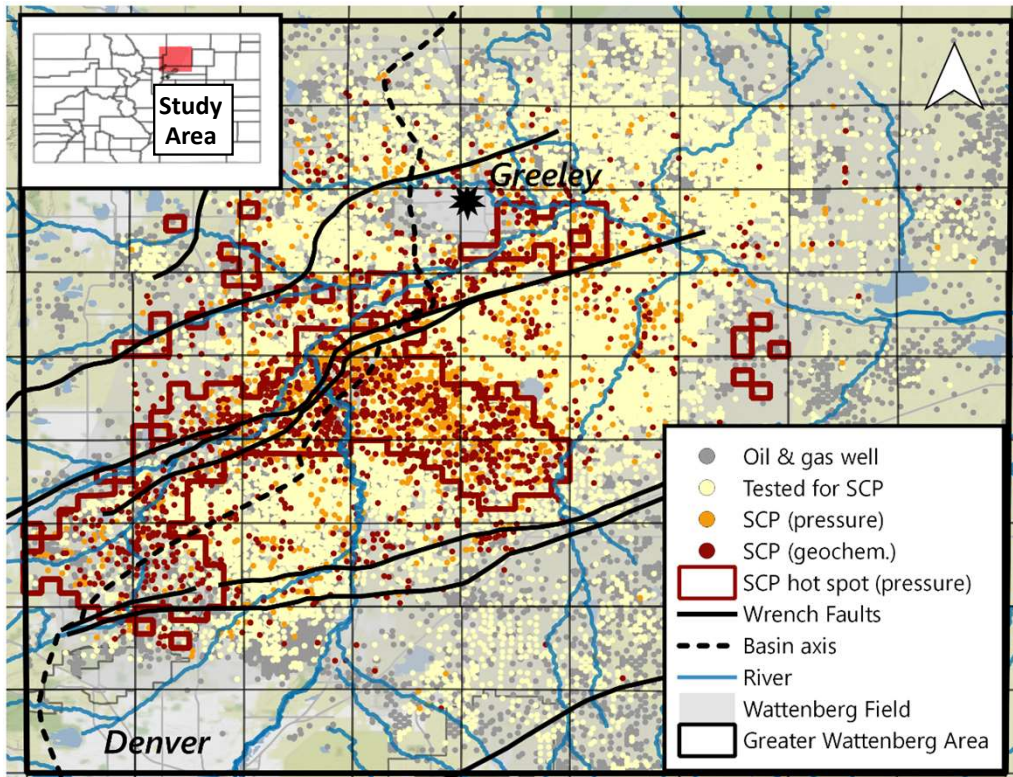 Study
Area
Greeley
Denver
Oil & gas well
Tested for SCP
SCP (pressure)
SCP (geochem.)
SCP hot spot (pressure)
Wrench Faults
Basin axis
River
Wattenberg Field
Greater Wattenberg Area